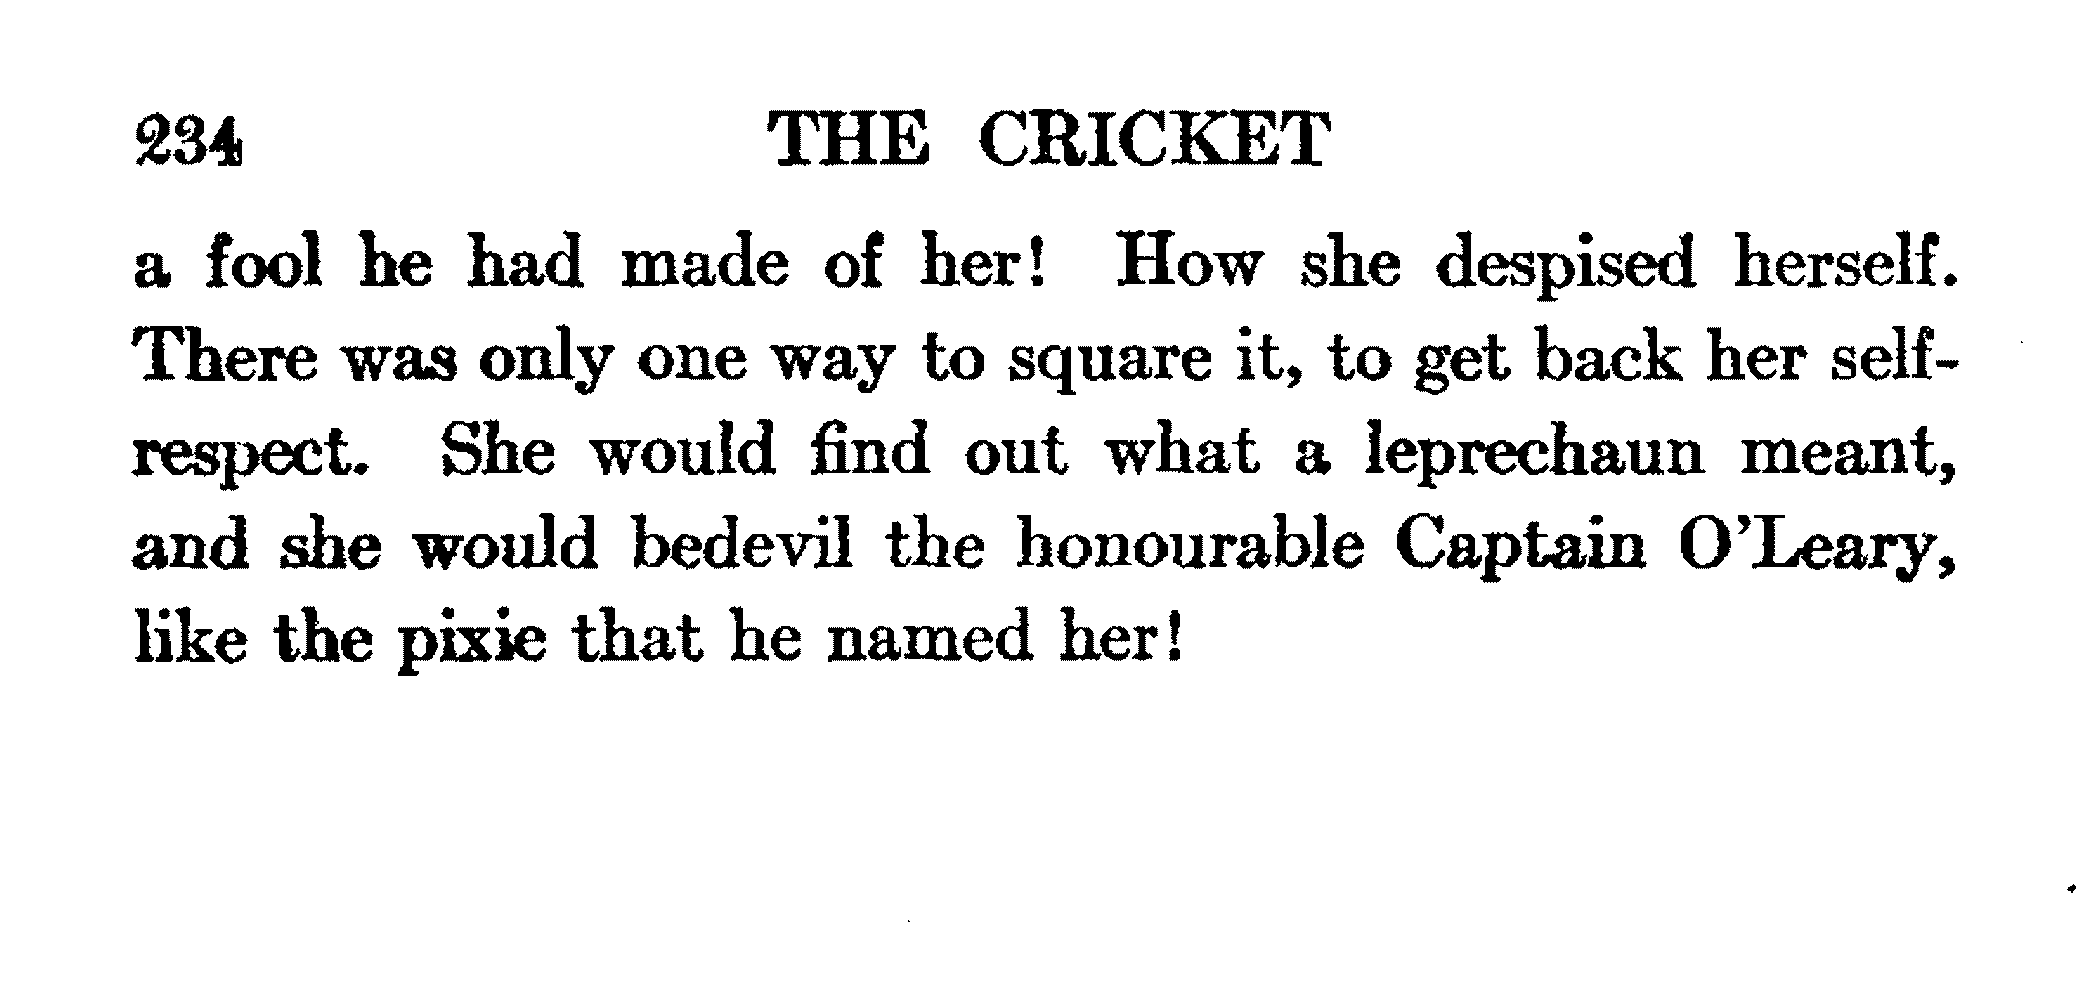 234 THE CRICKET
a fool he had made of her! How she despised herself.
There was only one way to square it, to get back her self-
respect. She would find out what a leprechaun meant,
and she would bedevil the honourable Captain O’Leary,
like the pixie that he named her!